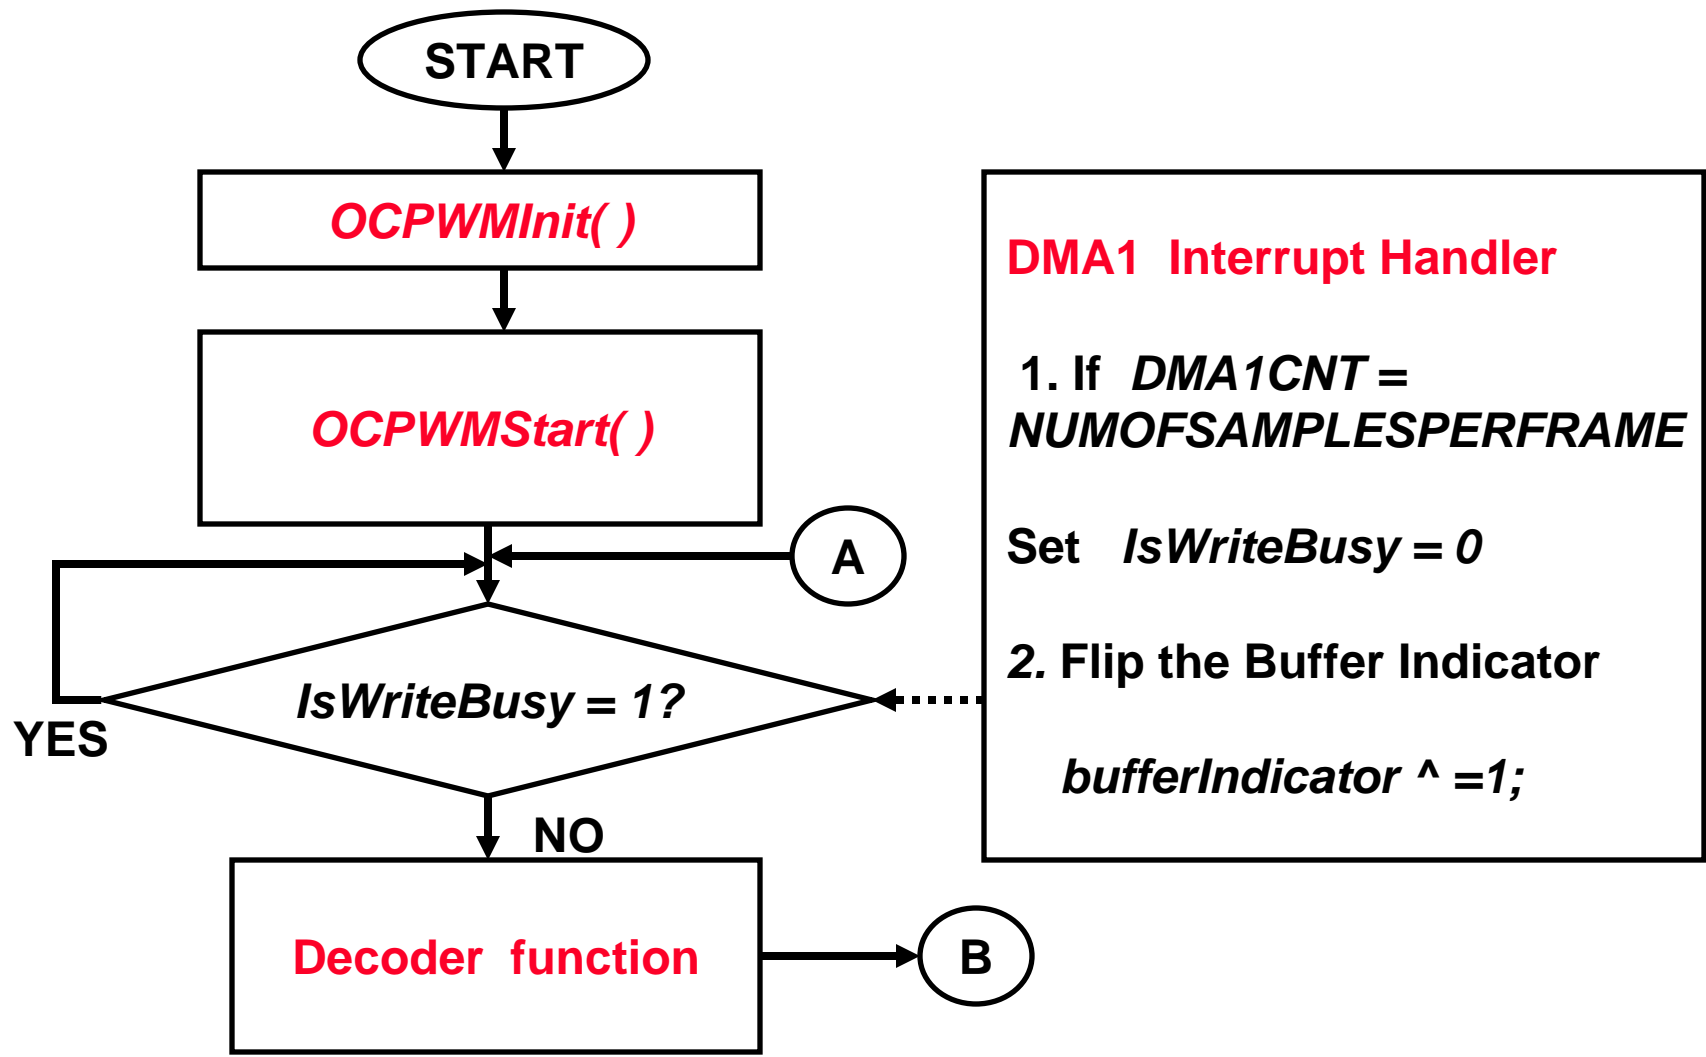 START
OCPWMInit( )
OCPWMStart( )
A
IsWriteBusy = 1?
YES
NO
Decoder function
B
DMA1 Interrupt Handler
1. If DMA1CNT =
NUMOFSAMPLESPERFRAME
Set IsWriteBusy = 0
2. Flip the Buffer Indicator
bufferIndicator ^ =1;